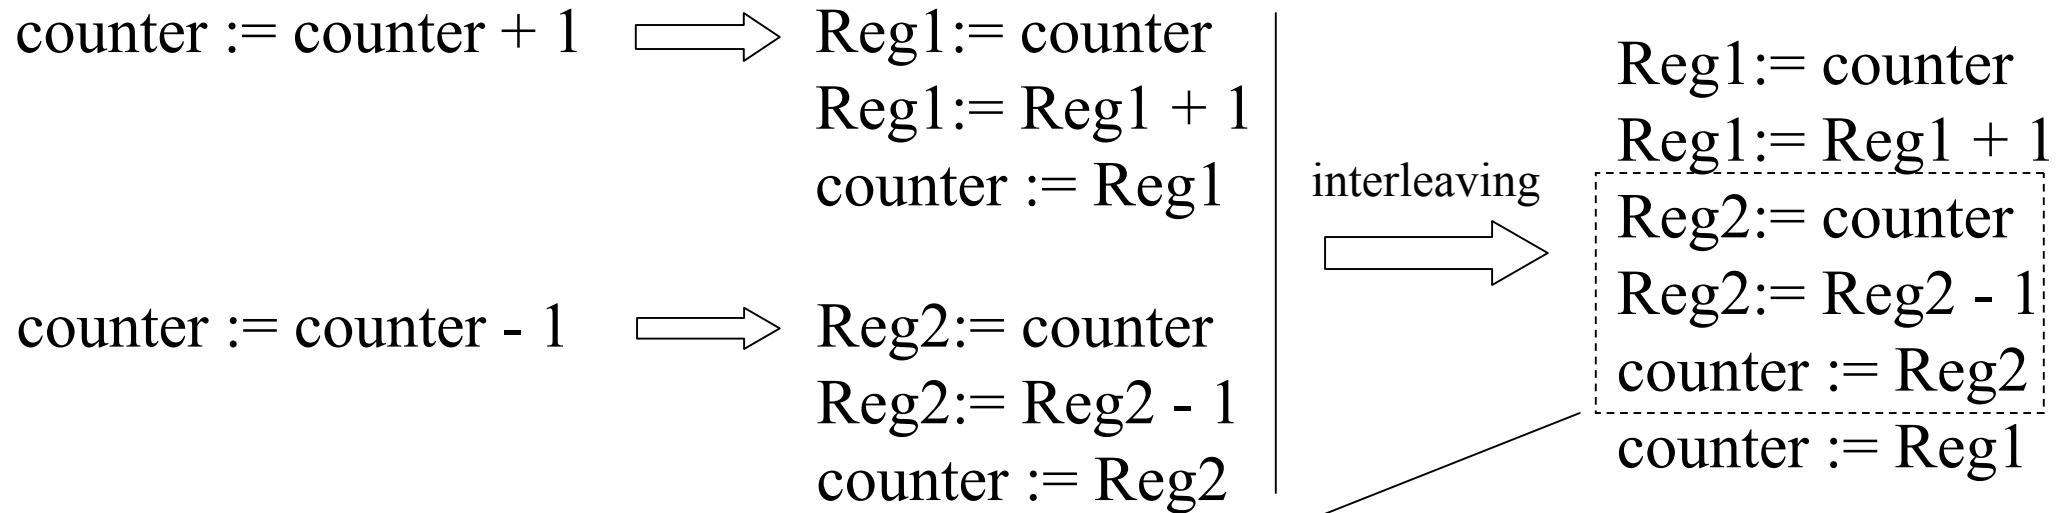 counter := counter + 1
Reg1:= counter
Reg1:= Reg1 + 1
counter := Reg1
counter := counter - 1
Reg2:= counter
Reg2:= Reg2 - 1
counter := Reg2
interleaving
Reg1:= counter
Reg1:= Reg1 + 1
Reg2:= counter
Reg2:= Reg2 - 1
counter := Reg2
counter := Reg1